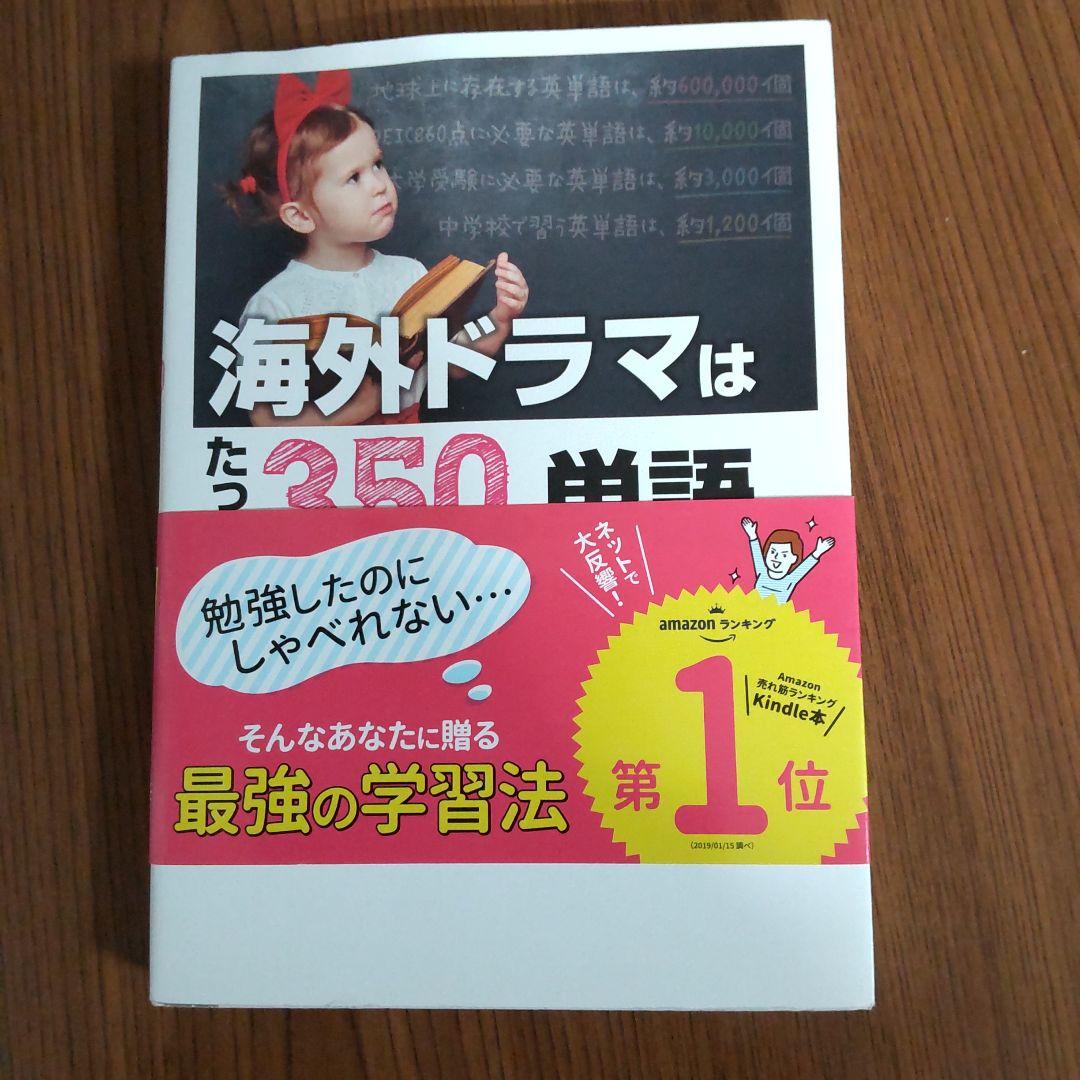 地球上に存在する英単語は、約600,000個
OEIC860点に必要な英単語は、約10,000個
大学受験に必要な英単語は、約3,000個
中学校で習う英単語は、約1,200個
海外ドラマは
たっ
350
単語
勉強したのに
しゃべれない…
ネットで
大反響!
amazon ランキング
Amazon
売れ筋ランキング
Kindle本
第1位
(2019/01/15 調べ)
そんなあなたに贈る
最強の学習法